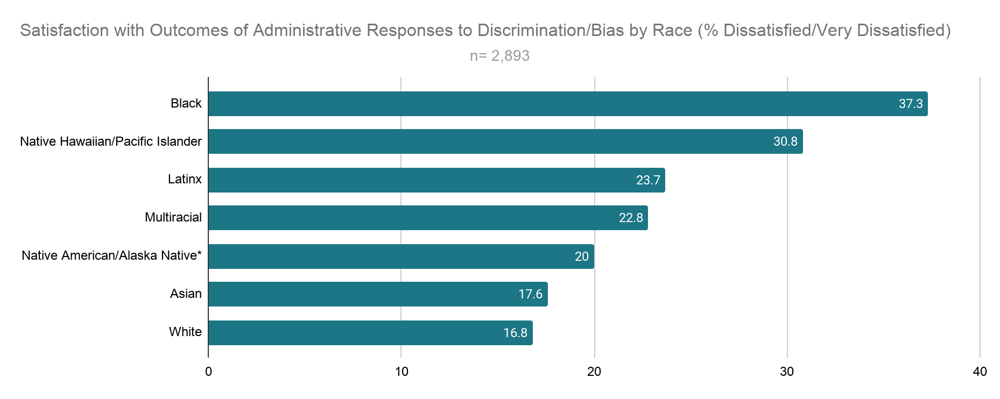 Satisfaction with Outcomes of Administrative Responses to Discrimination/Bias by Race (% Dissatisfied/Very Dissatisfied)
n= 2,893
Black 37.3
Native Hawaiian/Pacific Islander 30.8
Latinx 23.7
Multiracial 22.8
Native American/Alaska Native* 20
Asian 17.6
White 16.8
0 10 20 30 40